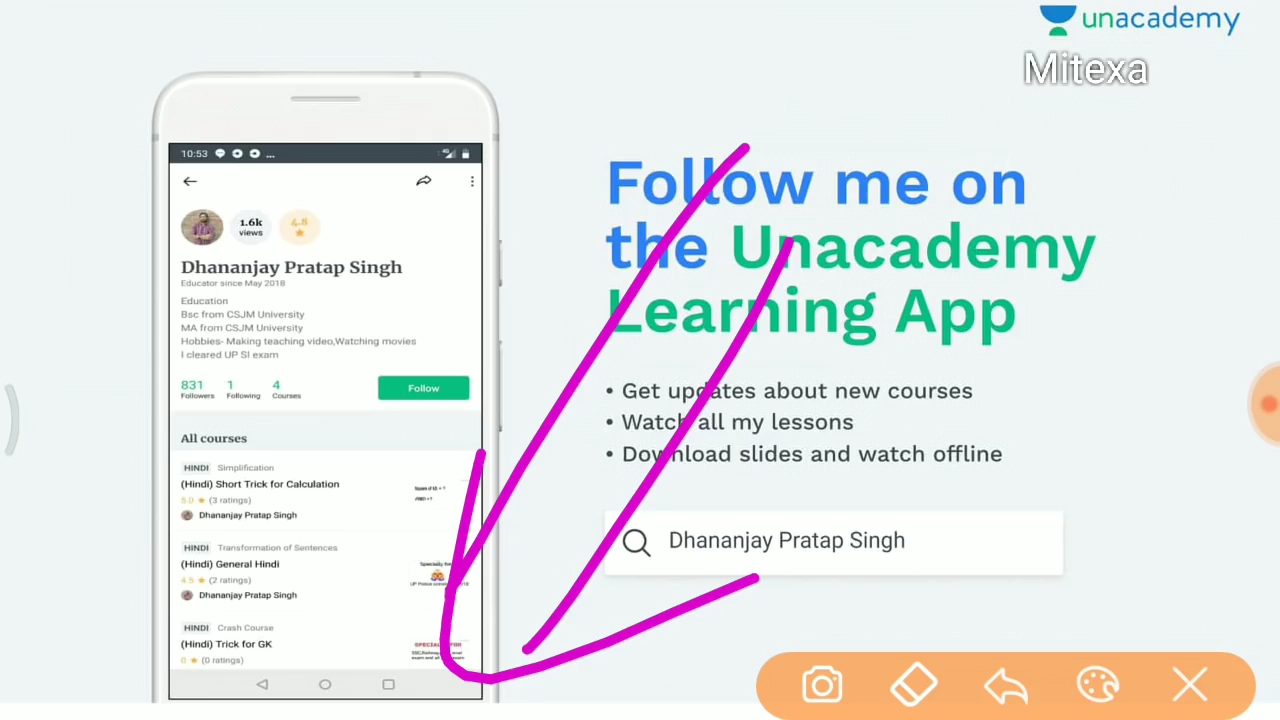 unacademy
Mitexa
10:53
4G
1.6k
views
4.8
Dhananjay Pratap Singh
Educator since May 2018
Education
Bsc from CSJM University
MA from CSJM University
Hobbies- Making teaching video,Watching movies
I cleared UP SI exam
831 1 4
Followers Following Courses
Follow
All courses
HINDI Simplification
(Hindi) Short Trick for Calculation
5.0 (3 ratings)
Dhananjay Pratap Singh
HINDI Transformation of Sentences
(Hindi) General Hindi
4.5 (2 ratings)
Dhananjay Pratap Singh
HINDI Crash Course
(Hindi) Trick for GK
0 (0 ratings)
Follow me on
the Unacademy
Learning App
• Get updates about new courses
• Watch all my lessons
• Download slides and watch offline
Dhananjay Pratap Singh